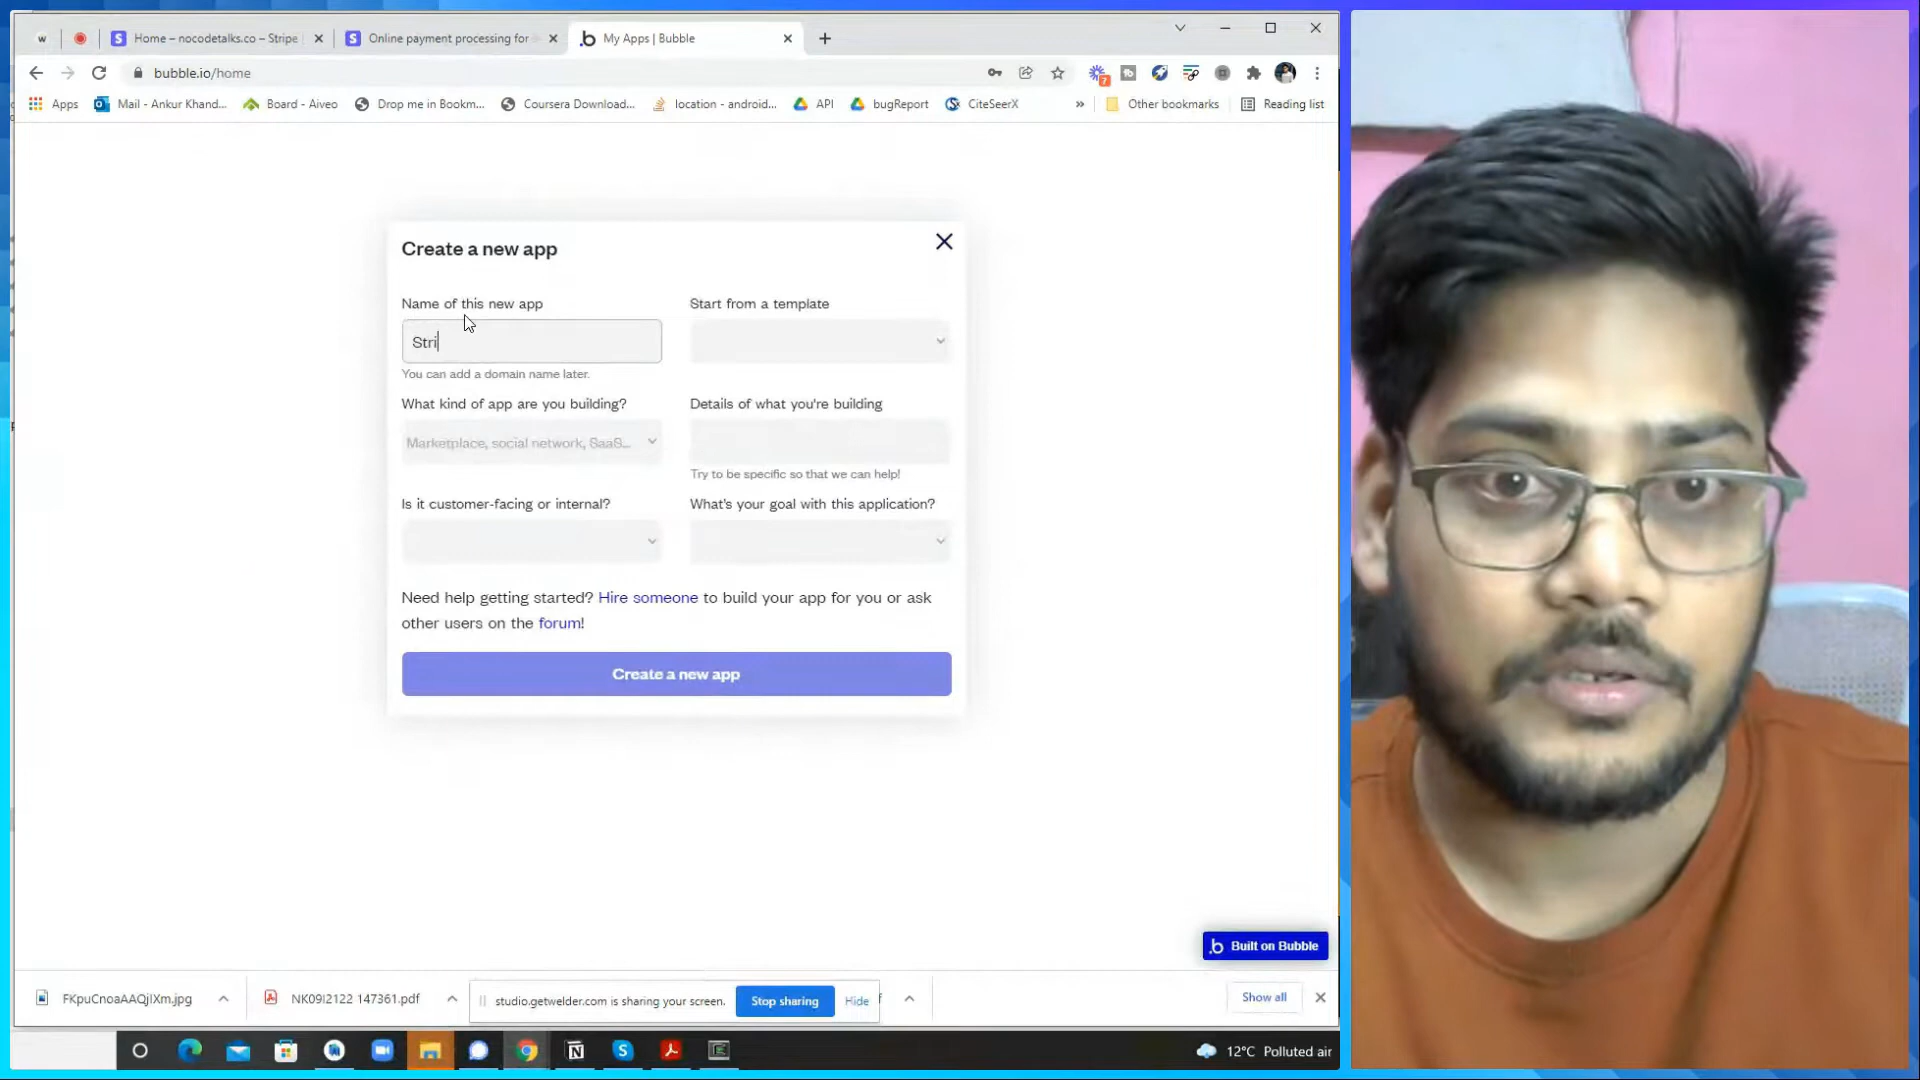 w
Home – nocodetalks.co – Stripe
Online payment processing for
My Apps | Bubble
bubble.io/home
7
Apps
Mail - Ankur Khand...
Board - Aiveo
Drop me in Bookm...
Coursera Download...
location - android...
API
bugReport
CiteSeerX
»
Other bookmarks
Reading list
Create a new app
Name of this new app
Start from a template
Stri
You can add a domain name later.
What kind of app are you building?
Details of what you're building
Marketplace, social network, SaaS...
Try to be specific so that we can help!
Is it customer-facing or internal?
What's your goal with this application?
Need help getting started? Hire someone to build your app for you or ask
other users on the forum!
Create a new app
Built on Bubble
FKpuCnoaAAQjIXm.jpg
NK09I2122 147361.pdf
studio.getwelder.com is sharing your screen.
Stop sharing
Hide
Show all
12°C Polluted air